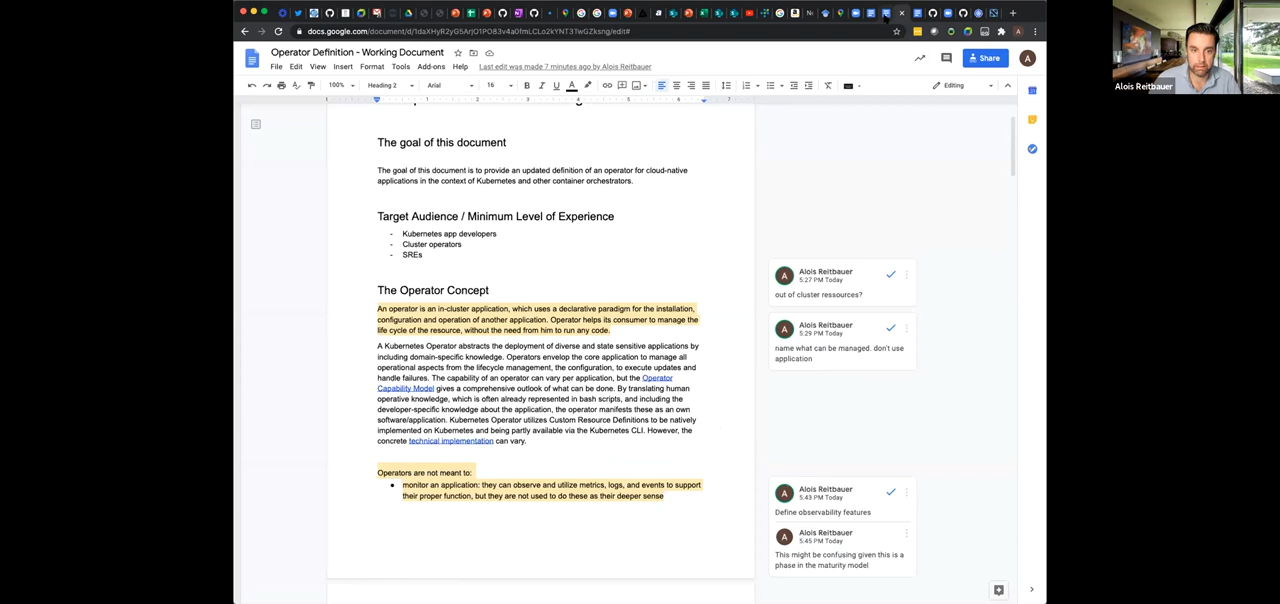 docs.google.com/document/d/1daXHyR2yG5ArjQ1PO83v4a0fmLCLo2kYNT3TwGZksng/edit#
Operator Definition - Working Document
File Edit View Insert Format Tools Add-ons Help Last edit was made 7 minutes ago by Alois Reitbauer
Share
A
100% Heading 2 Arial 16 B I U A Editing
The goal of this document
The goal of this document is to provide an updated definition of an operator for cloud-native
applications in the context of Kubernetes and other container orchestrators.
Target Audience / Minimum Level of Experience
- Kubernetes app developers
- Cluster operators
- SREs
The Operator Concept
An operator is an in-cluster application, which uses a declarative paradigm for the installation,
configuration and operation of another application. Operator helps its consumer to manage the
life cycle of the resource, without the need from him to run any code.
A Kubernetes Operator abstracts the deployment of diverse and state sensitive applications by
including domain-specific knowledge. Operators envelop the core application to manage all
operational aspects from the lifecycle management, the configuration, to execute updates and
handle failures. The capability of an operator can vary per application, but the Operator
Capability Model gives a comprehensive outlook of what can be done. By translating human
operative knowledge, which is often already represented in bash scripts, and including the
developer-specific knowledge about the application, the operator manifests these as an own
software/application. Kubernetes Operator utilizes Custom Resource Definitions to be natively
implemented on Kubernetes and being partly available via the Kubernetes CLI. However, the
concrete technical implementation can vary.
Operators are not meant to:
● monitor an application: they can observe and utilize metrics, logs, and events to support
their proper function, but they are not used to do these as their deeper sense
A
Alois Reitbauer
5:27 PM Today
out of cluster ressources?
A
Alois Reitbauer
5:29 PM Today
name what can be managed. don't use
application
A
Alois Reitbauer
5:43 PM Today
Define observability features
A
Alois Reitbauer
5:45 PM Today
This might be confusing given this is a
phase in the maturity model
Alois Reitbauer